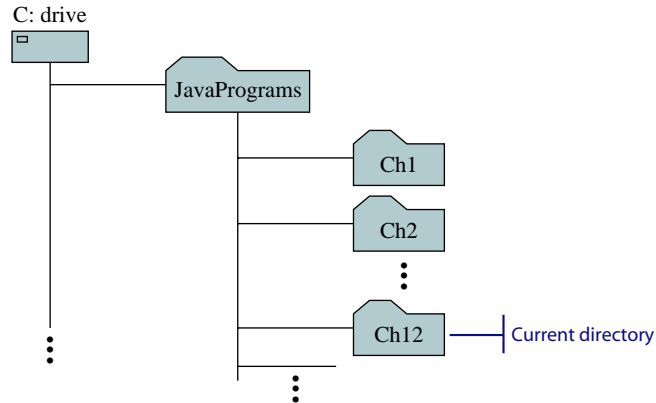 C: drive
JavaPrograms
Ch1
Ch2
Ch12
Current directory